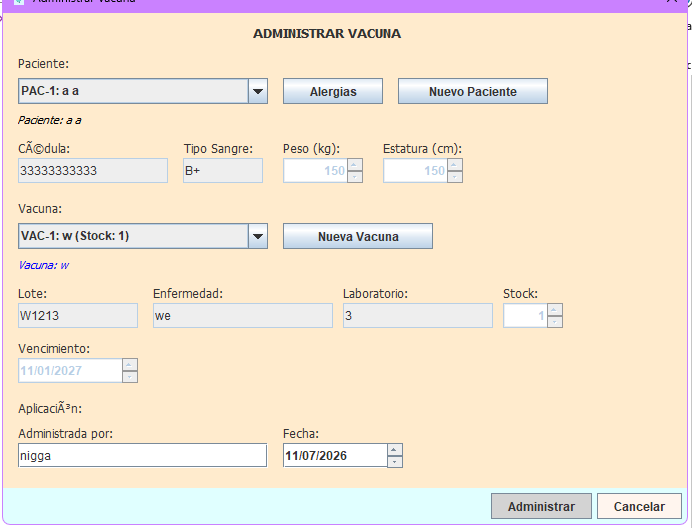 Administrar Vacuna
ADMINISTRAR VACUNA
Paciente:
PAC-1: a a
Alergias
Nuevo Paciente
Paciente: a a
CÃ©dula:
Tipo Sangre:
Peso (kg):
Estatura (cm):
33333333333
B+
150
150
Vacuna:
VAC-1: w (Stock: 1)
Nueva Vacuna
Vacuna: w
Lote:
Enfermedad:
Laboratorio:
Stock:
W1213
we
3
1
Vencimiento:
11/01/2027
AplicaciÃ³n:
Administrada por:
Fecha:
nigga
11/07/2026
Administrar
Cancelar